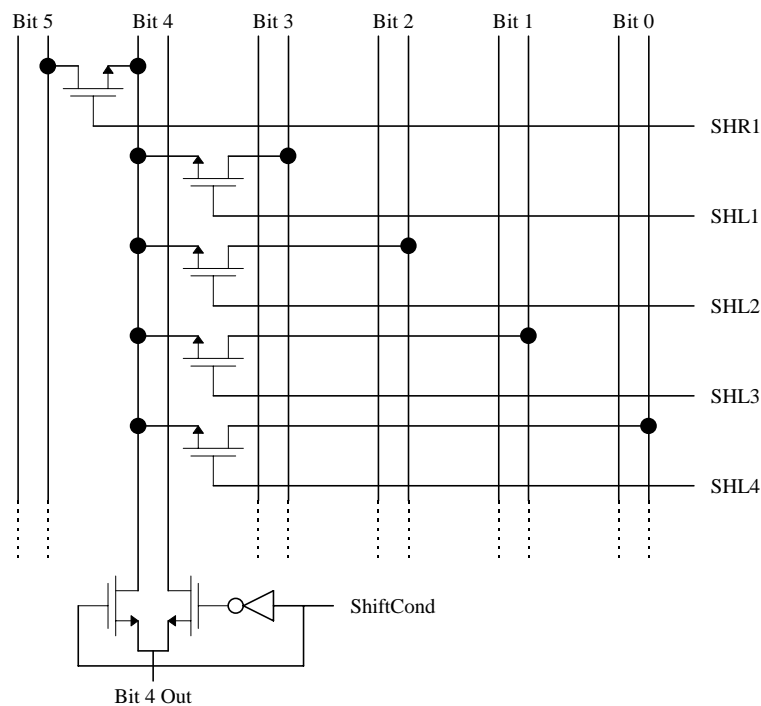 Bit 5 Bit 4 Bit 3 Bit 2 Bit 1 Bit 0
SHR1
SHL1
SHL2
SHL3
SHL4
ShiftCond
Bit 4 Out